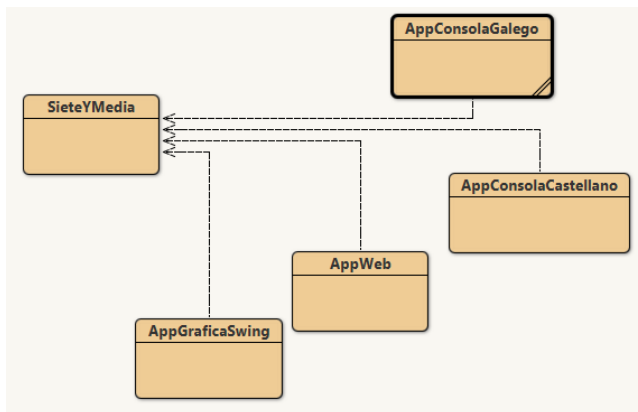 AppConsolaGalego
SieteYMedia
AppConsolaCastellano
AppWeb
AppGraficaSwing